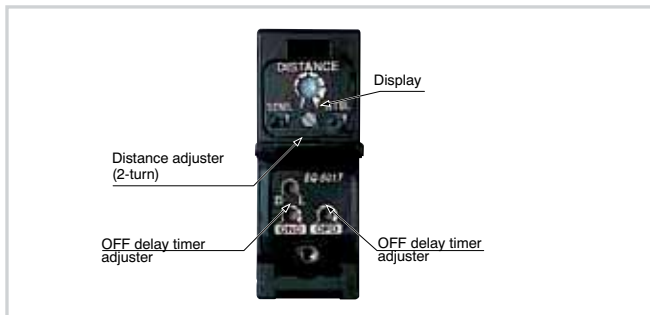 DISTANCE
Display
Distance adjuster
(2-turn)
EQ-501T
OND OFD
OFF delay timer
adjuster
OFF delay timer
adjuster